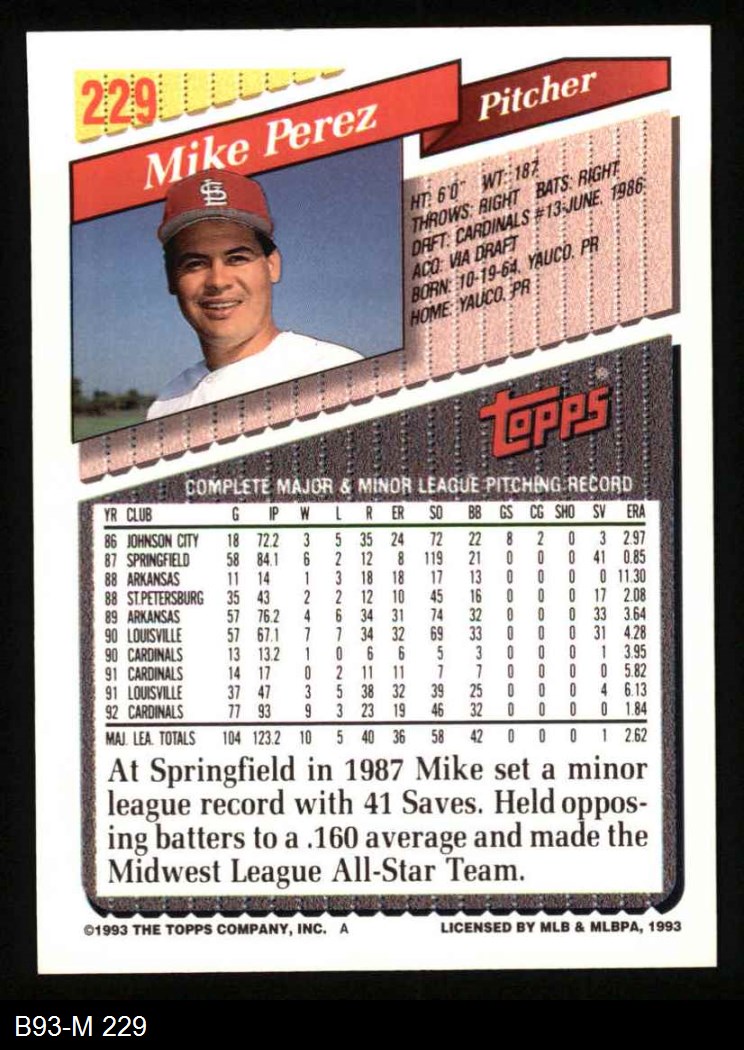 229
Mike Perez
Pitcher
HT: 6'0" WT: 187
THROWS: RIGHT BATS: RIGHT
DRFT: CARDINALS #13-JUNE, 1986
ACQ: VIA DRAFT
BORN: 10-19-64, YAUCO, PR
HOME: YAUCO, PR
StL
Topps®
COMPLETE MAJOR & MINOR LEAGUE PITCHING RECORD
YR CLUB G IP W L R ER SO BB GS CG SHO SV ERA
86 JOHNSON CITY 18 72.2 3 5 35 24 72 22 8 2 0 3 2.97
87 SPRINGFIELD 58 84.1 6 2 12 8 119 21 0 0 0 41 0.85
88 ARKANSAS 11 14 1 3 18 18 17 13 0 0 0 0 11.30
88 ST.PETERSBURG 35 43 2 2 12 10 45 16 0 0 0 17 2.08
89 ARKANSAS 57 76.2 4 6 34 31 74 32 0 0 0 33 3.64
90 LOUISVILLE 57 67.1 7 7 34 32 69 33 0 0 0 31 4.28
90 CARDINALS 13 13.2 1 0 6 6 5 3 0 0 0 1 3.95
91 CARDINALS 14 17 0 2 11 11 7 7 0 0 0 0 5.82
91 LOUISVILLE 37 47 3 5 38 32 39 25 0 0 0 4 6.13
92 CARDINALS 77 93 9 3 23 19 46 32 0 0 0 0 1.84
MAJ. LEA. TOTALS 104 123.2 10 5 40 36 58 42 0 0 0 1 2.62
At Springfield in 1987 Mike set a minor
league record with 41 Saves. Held oppos-
ing batters to a .160 average and made the
Midwest League All-Star Team.
©1993 THE TOPPS COMPANY, INC. A
LICENSED BY MLB & MLBPA, 1993
B93-M 229